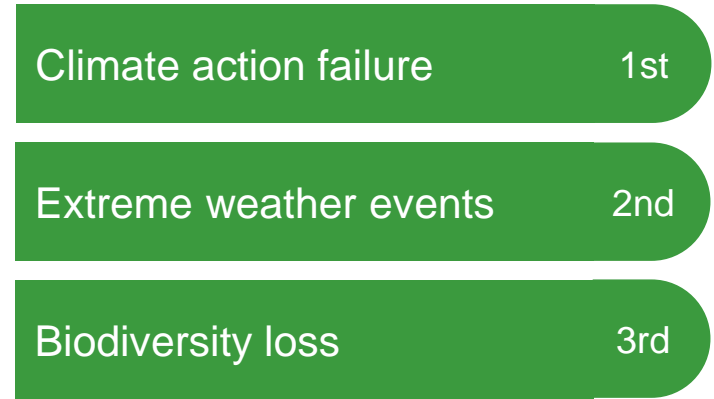 Climate action failure 1st
Extreme weather events 2nd
Biodiversity loss 3rd